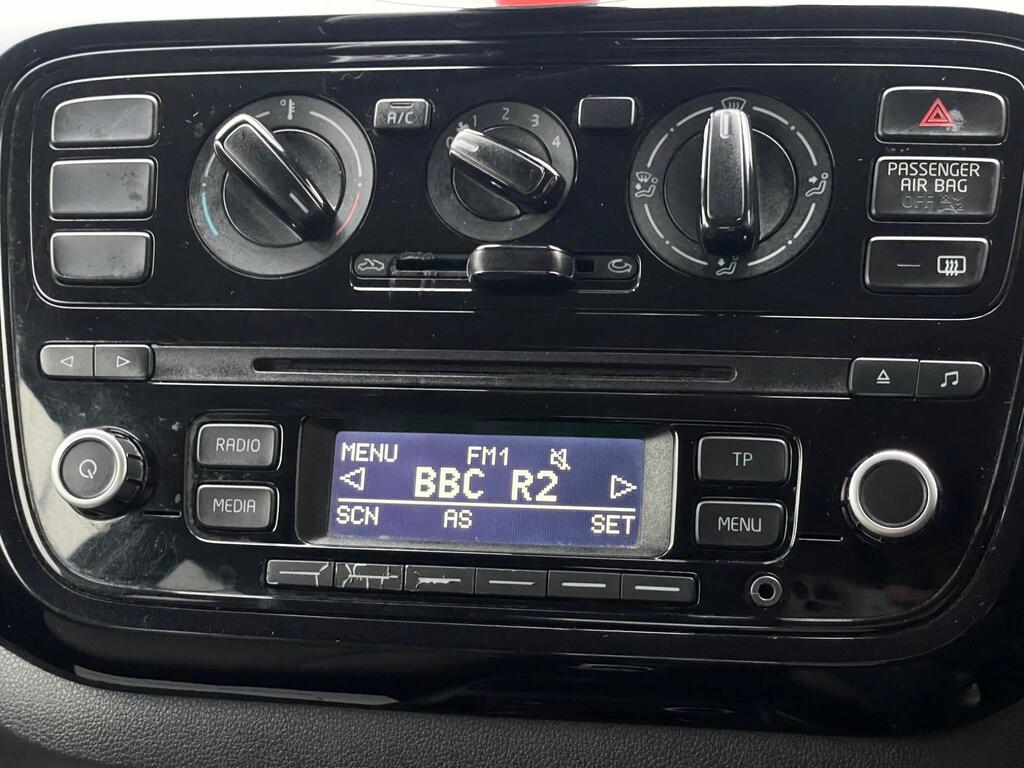 A/C
1 2 3 4
PASSENGER
AIR BAG
OFF
RADIO
MEDIA
MENU FM1
BBC R2
SCN AS SET
TP
MENU